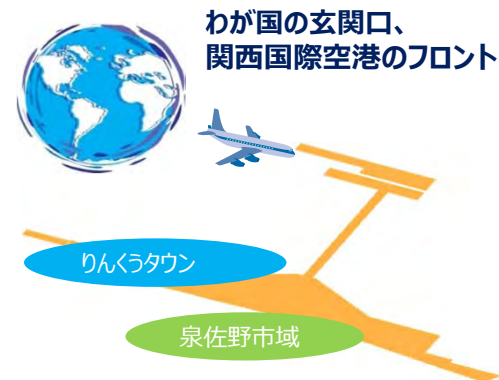 わが国の玄関口、
関西国際空港のフロント
りんくうタウン
泉佐野市域